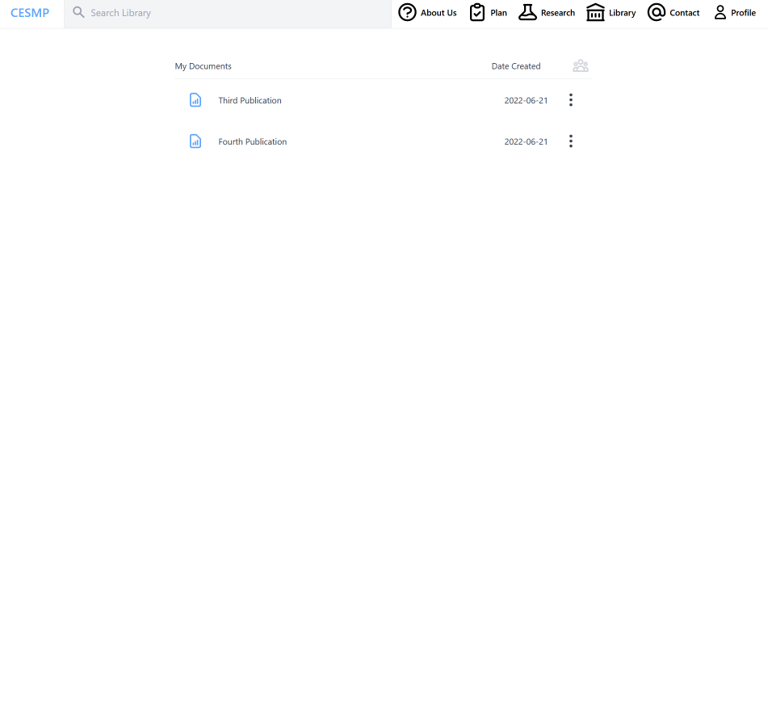 CESMP Search Library About Us Plan Research Library Contact Profile
My Documents Date Created
Third Publication 2022-06-21
Fourth Publication 2022-06-21